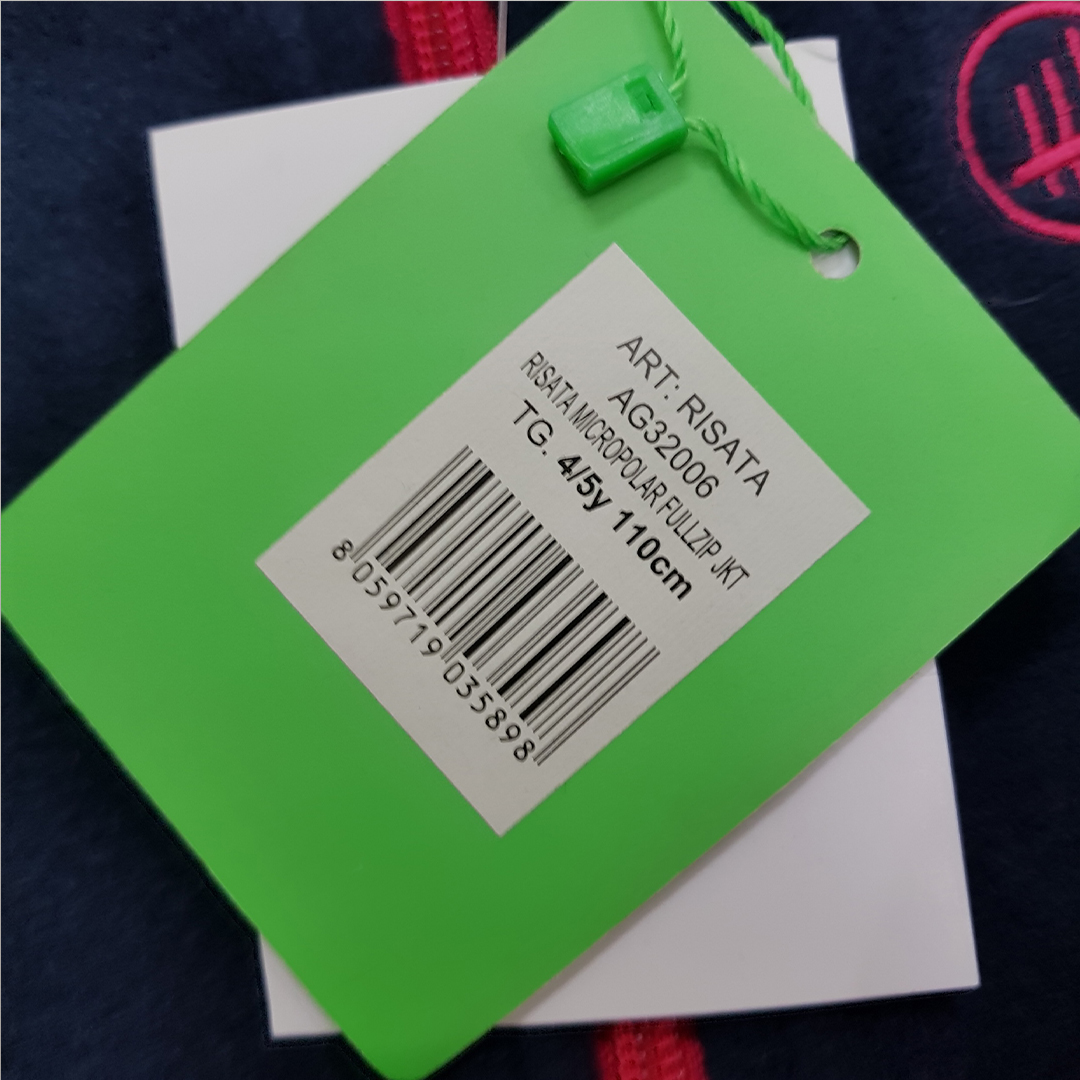 ART: RISATA
AG32006
RISATA MICROPOLAR FULLZIP JKT
TG. 4/5y 110cm
8 059719 035898